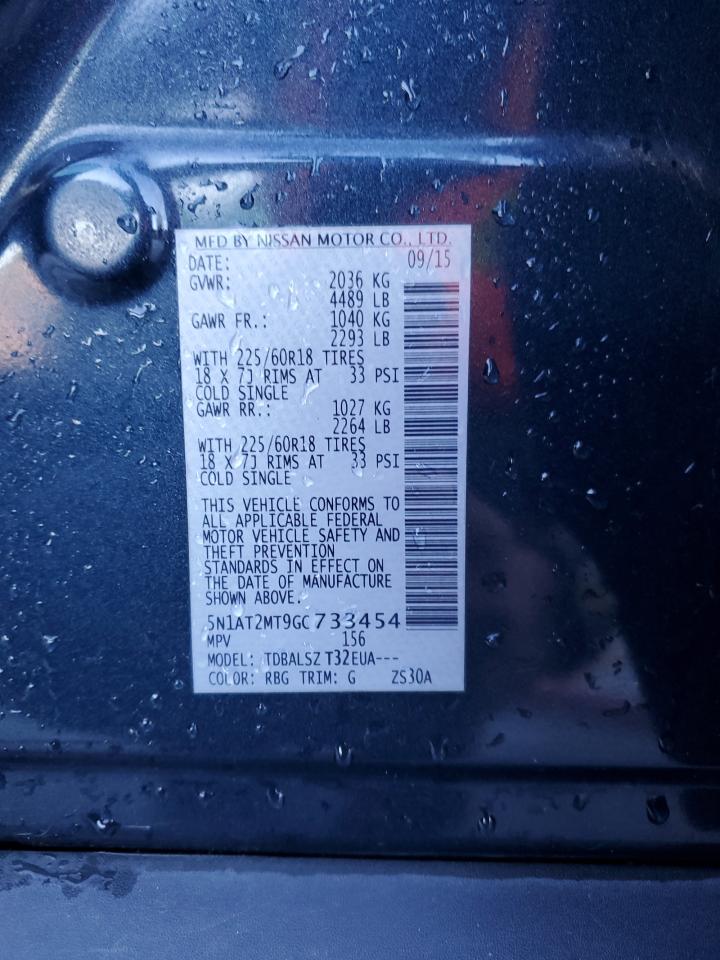 MFD BY NISSAN MOTOR CO., LTD.
DATE: 09/15
GVWR: 2036 KG
4489 LB
GAWR FR.: 1040 KG
2293 LB
WITH 225/60R18 TIRES
18 X 7J RIMS AT 33 PSI
COLD SINGLE
GAWR RR.: 1027 KG
2264 LB
WITH 225/60R18 TIRES
18 X 7J RIMS AT 33 PSI
COLD SINGLE
THIS VEHICLE CONFORMS TO
ALL APPLICABLE FEDERAL
MOTOR VEHICLE SAFETY AND
THEFT PREVENTION
STANDARDS IN EFFECT ON
THE DATE OF MANUFACTURE
SHOWN ABOVE.
5N1AT2MT9GC733454
MPV 156
MODEL: TDBALSZ T32EUA---
COLOR: RBG TRIM: G ZS30A